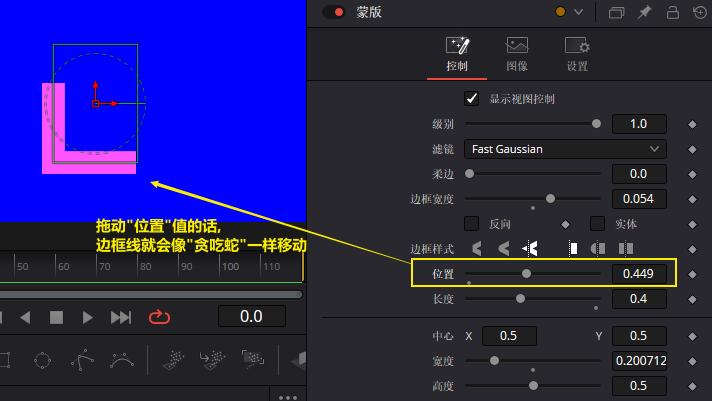 蒙版
控制 图像 设置
显示视图控制
级别 1.0
滤镜 Fast Gaussian
柔边 0.0
边框宽度 0.054
反向 实体
拖动"位置"值的话,
边框线就会像"贪吃蛇"一样移动
边框样式
位置 0.449
长度 0.4
50 60 70 80 90 100 110
0.0
中心 X 0.5 Y 0.5
宽度 0.200712
高度 0.5